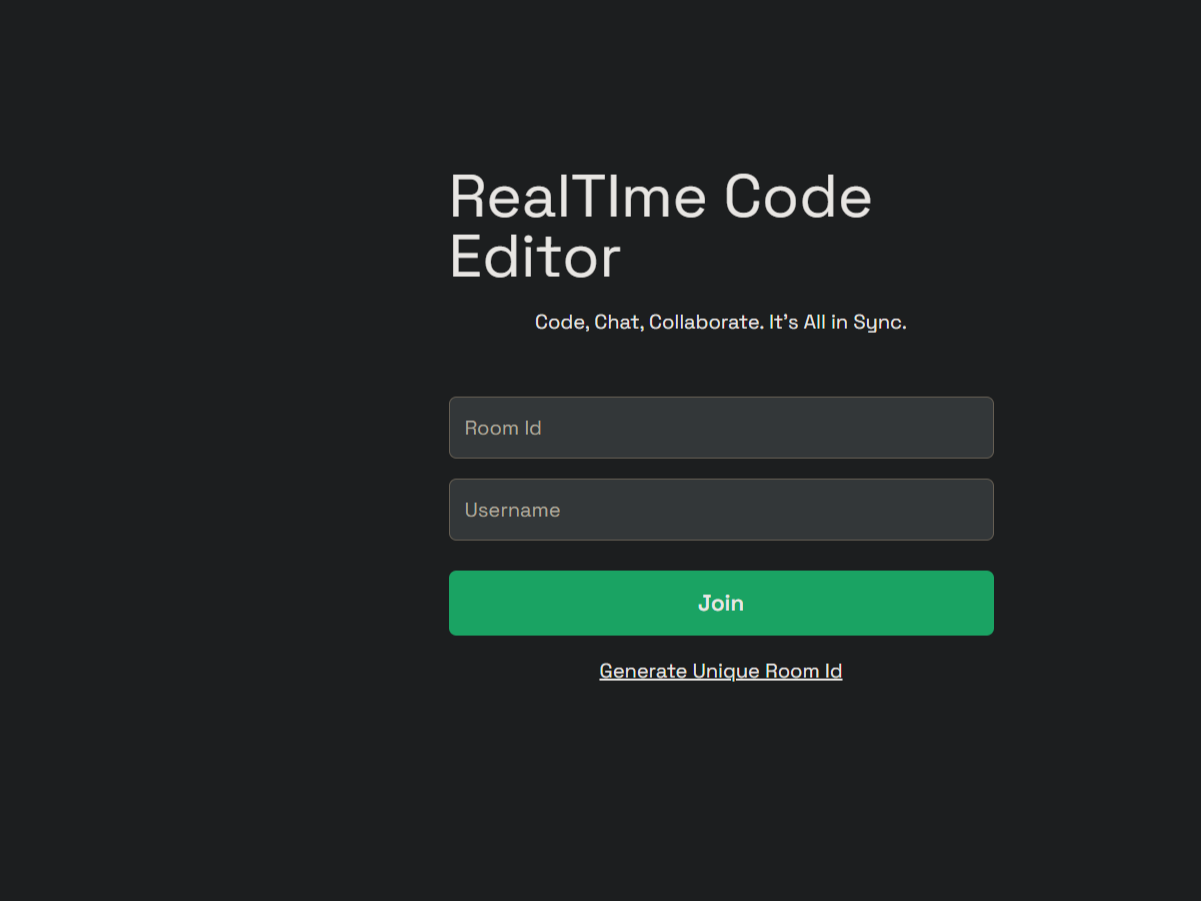 RealTIme Code
Editor
Code, Chat, Collaborate. It's All in Sync.
Room Id
Username
Join
Generate Unique Room Id